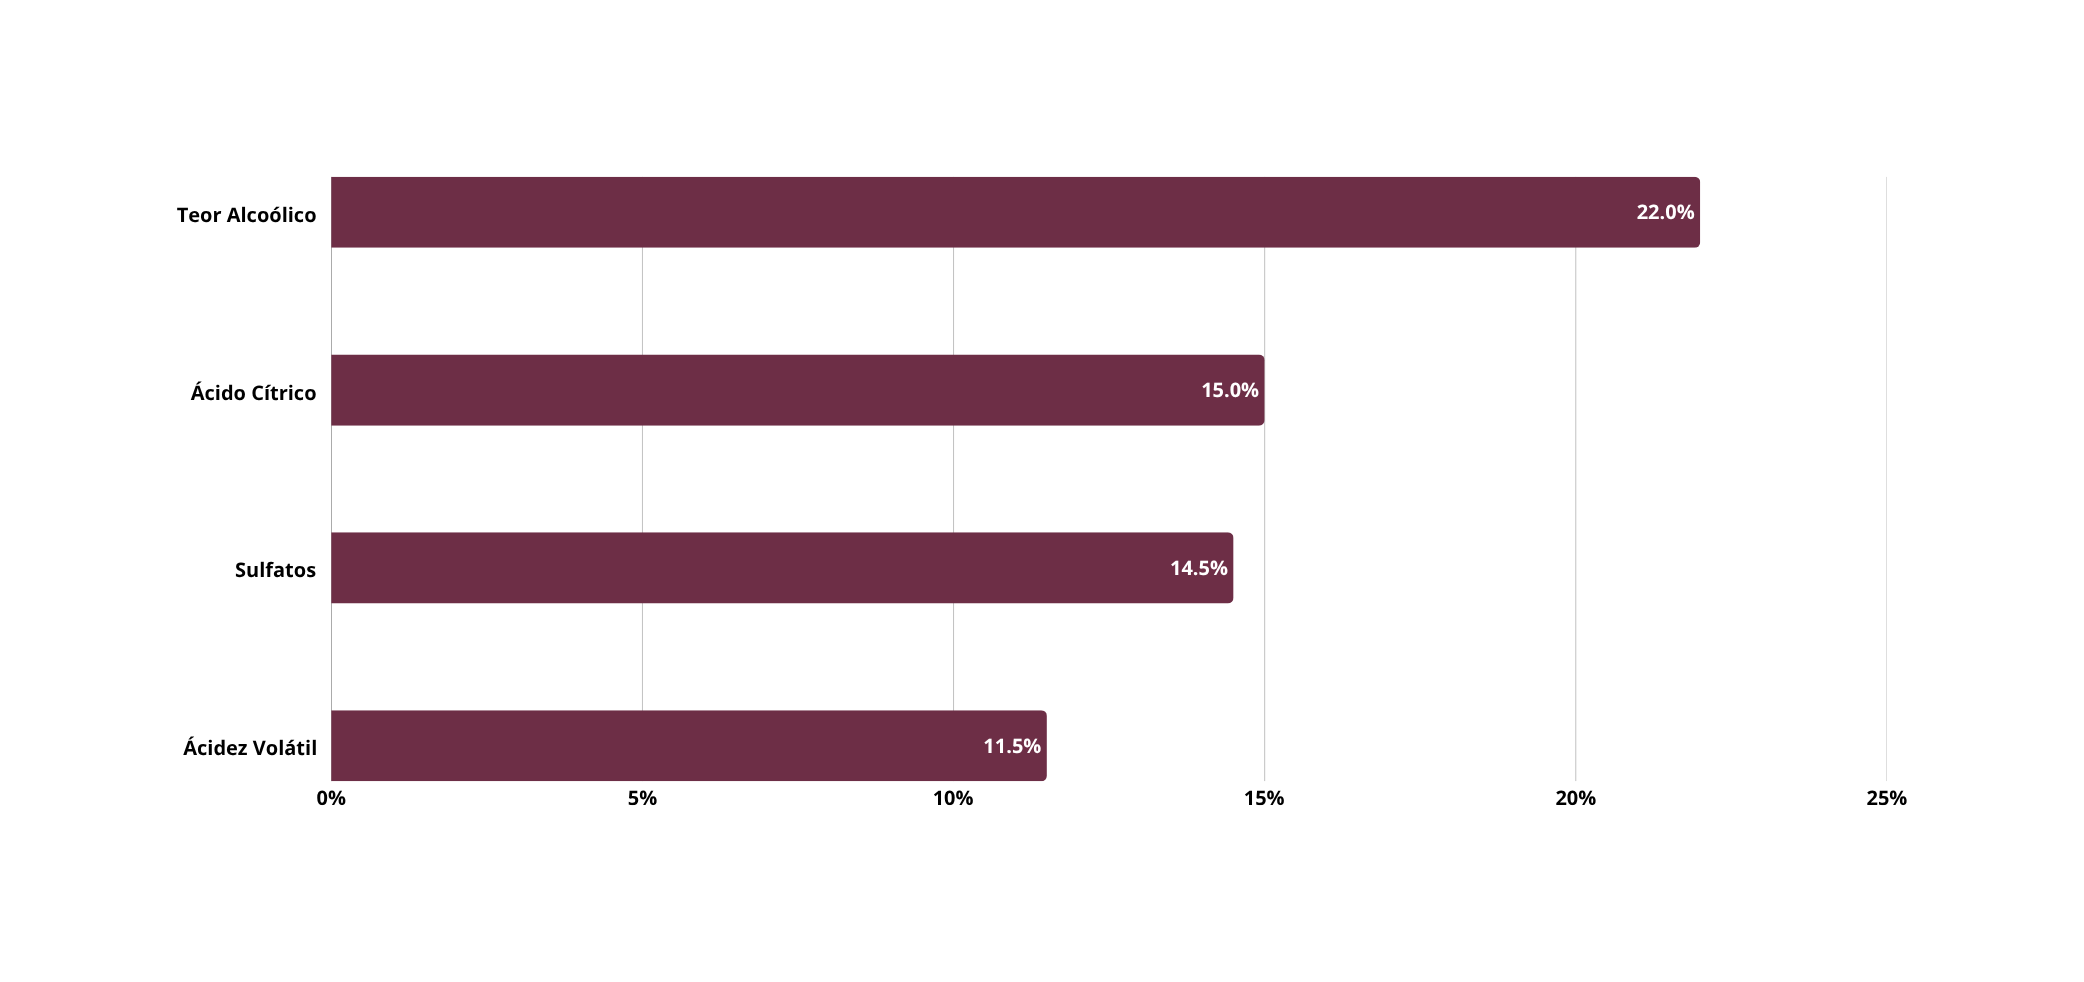 Teor Alcoólico
22.0%
Ácido Cítrico
15.0%
Sulfatos
14.5%
Ácidez Volátil
11.5%
0% 5% 10% 15% 20% 25%